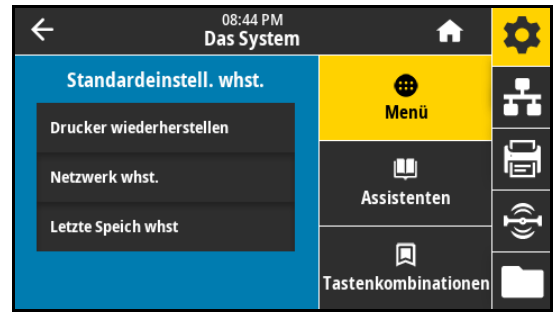 08:44 PM
Das System
Standardeinstell. whst.
Drucker wiederherstellen
Netzwerk whst.
Letzte Speich whst
Menü
Assistenten
Tastenkombinationen